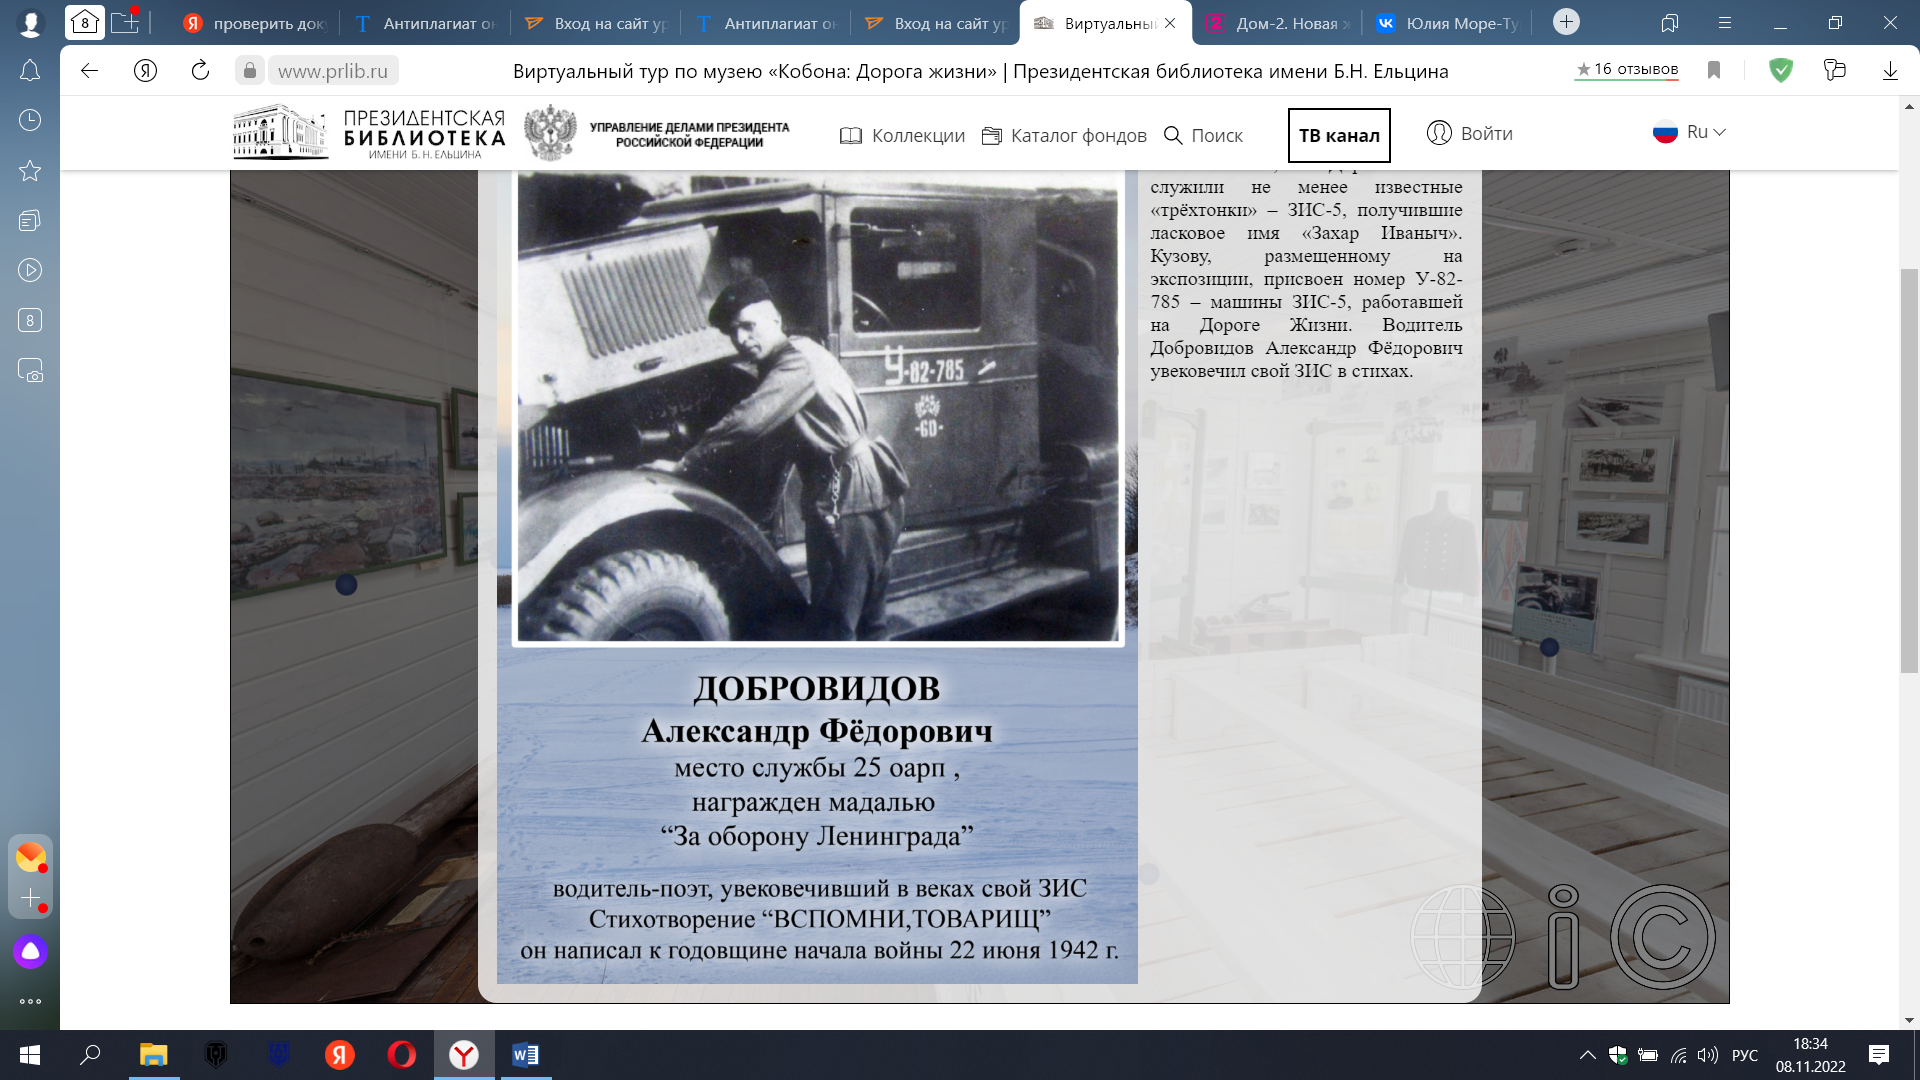 8
проверить доку
Антиплагиат он
Вход на сайт ур
Антиплагиат он
Вход на сайт ур
Виртуальный
Дом-2. Новая ж
Юлия Море-Ту
www.prlib.ru
Виртуальный тур по музею «Кобона: Дорога жизни» | Президентская библиотека имени Б.Н. Ельцина
16 отзывов
ПРЕЗИДЕНТСКАЯ
БИБЛИОТЕКА
ИМЕНИ Б. Н. ЕЛЬЦИНА
УПРАВЛЕНИЕ ДЕЛАМИ ПРЕЗИДЕНТА
РОССИЙСКОЙ ФЕДЕРАЦИИ
Коллекции
Каталог фондов
Поиск
ТВ канал
Войти
Ru
8
служили не менее известные
«трёхтонки» – ЗИС-5, получившие
ласковое имя «Захар Иваныч».
Кузову, размещенному на
экспозиции, присвоен номер У-82-
785 – машины ЗИС-5, работавшей
на Дороге Жизни. Водитель
Добровидов Александр Фёдорович
увековечил свой ЗИС в стихах.
У-82-785
-60-
ДОБРОВИДОВ
Александр Фёдорович
место службы 25 оарп ,
награжден мадалью
“За оборону Ленинграда”
водитель-поэт, увековечивший в веках свой ЗИС
Стихотворение “ВСПОМНИ,ТОВАРИЩ”
он написал к годовщине начала войны 22 июня 1942 г.
РУС
18:34
08.11.2022